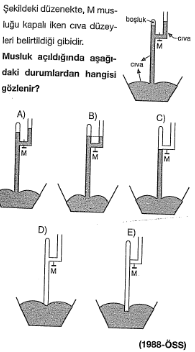 Şekildeki düzenekte, M mus-
luğu kapalı iken cıva düzey-
leri belirtildiği gibidir.
Musluk açıldığında aşağı-
daki durumlardan hangisi
gözlenir?
boşluk
cıva
M
cıva
A)
B)
C)
M
M
M
D)
E)
M
M
(1988-ÖSS)